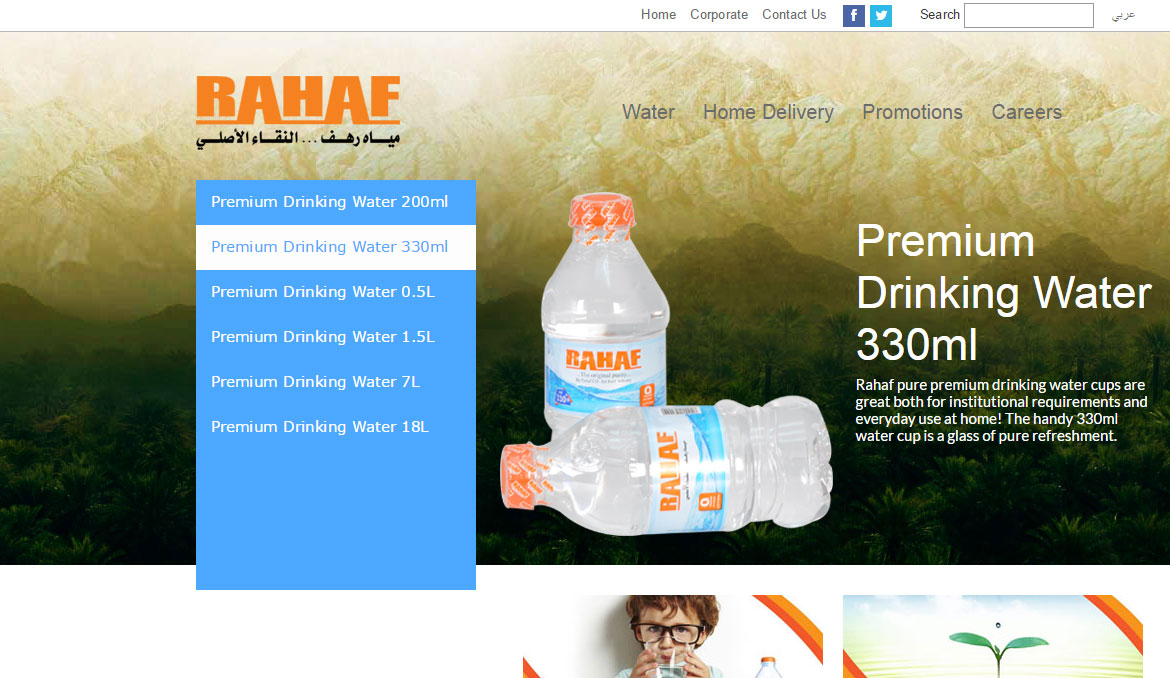 Home Corporate Contact Us f Search عربي
RAHAF
مياه رهف ... النقاء الأصلي
Water Home Delivery Promotions Careers
Premium Drinking Water 200ml
Premium Drinking Water 330ml
Premium Drinking Water 0.5L
Premium Drinking Water 1.5L
Premium Drinking Water 7L
Premium Drinking Water 18L
RAHAF
The original purity...
RAHAF
Premium
Drinking Water
330ml
Rahaf pure premium drinking water cups are
great both for institutional requirements and
everyday use at home! The handy 330ml
water cup is a glass of pure refreshment.